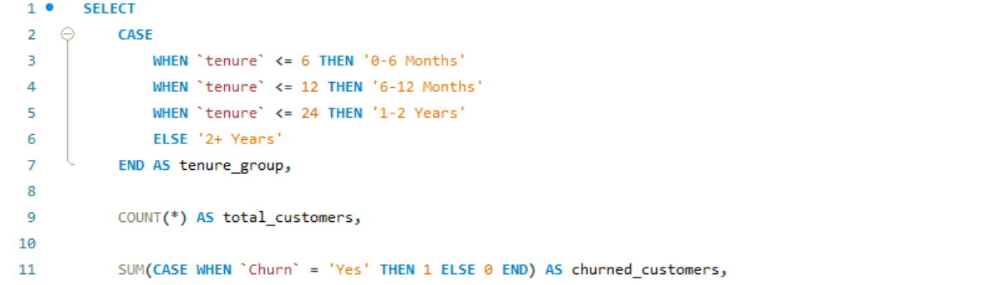 1 SELECT
2 CASE
3 WHEN `tenure` <= 6 THEN '0-6 Months'
4 WHEN `tenure` <= 12 THEN '6-12 Months'
5 WHEN `tenure` <= 24 THEN '1-2 Years'
6 ELSE '2+ Years'
7 END AS tenure_group,
8
9 COUNT(*) AS total_customers,
10
11 SUM(CASE WHEN `Churn` = 'Yes' THEN 1 ELSE 0 END) AS churned_customers,